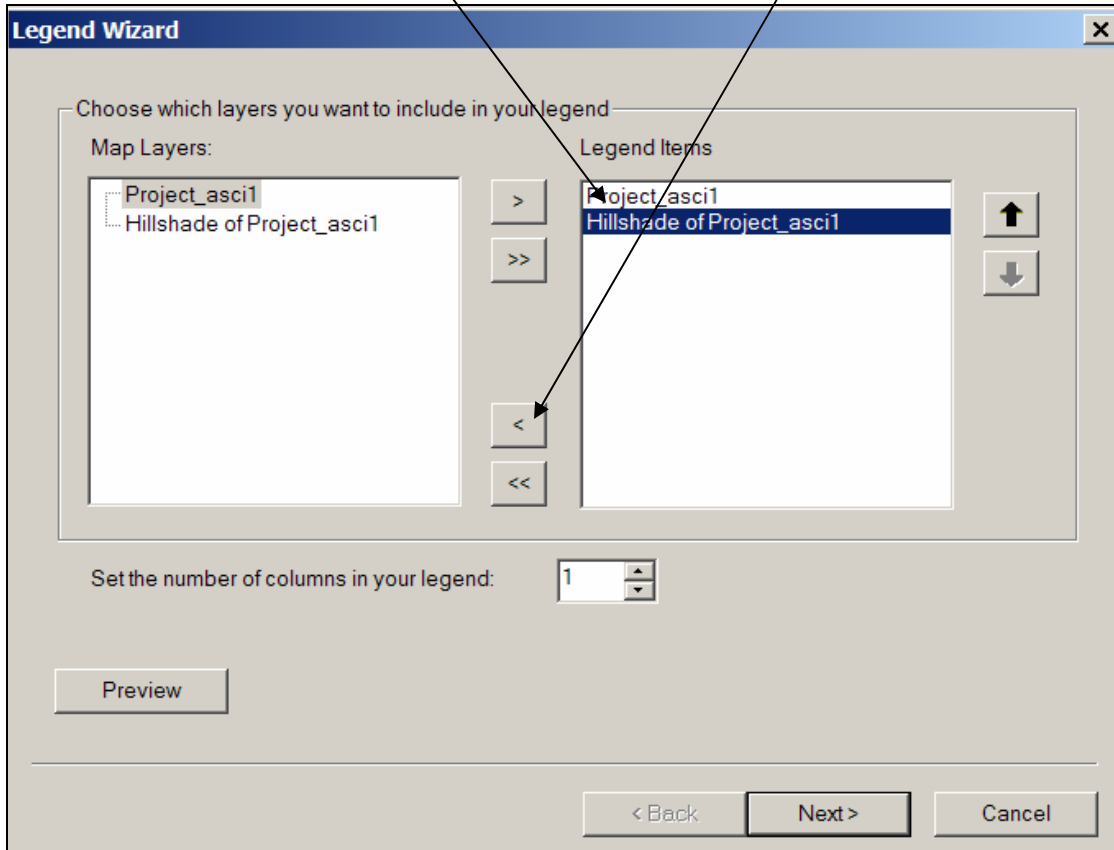 Legend Wizard
Choose which layers you want to include in your legend
Map Layers:
Legend Items
Project_asci1
Hillshade of Project_asci1
>
>>
<
<<
Project_asci1
Hillshade of Project_asci1
Set the number of columns in your legend:
1
Preview
< Back
Next >
Cancel